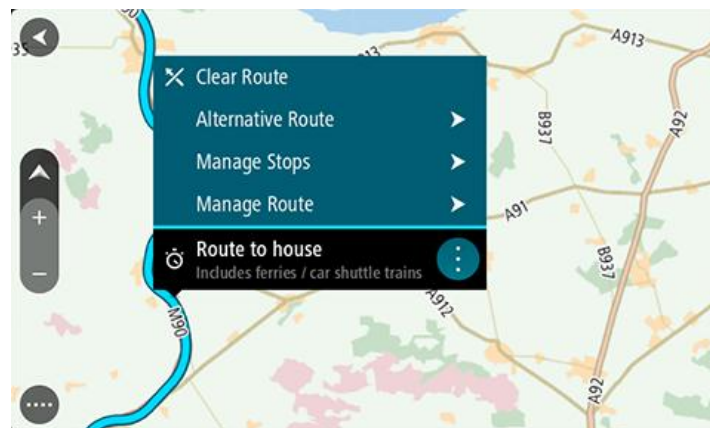 A913
Clear Route
Alternative Route
Manage Stops
Manage Route
Route to house
Includes ferries / car shuttle trains
B937
A92
A91
B937
A912
M90
A92